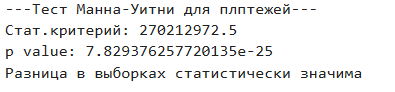 ---Тест Манна-Уитни для плптежей---
Стат.критерий: 270212972.5
p value: 7.829376257720135e-25
Разница в выборках статистически значима